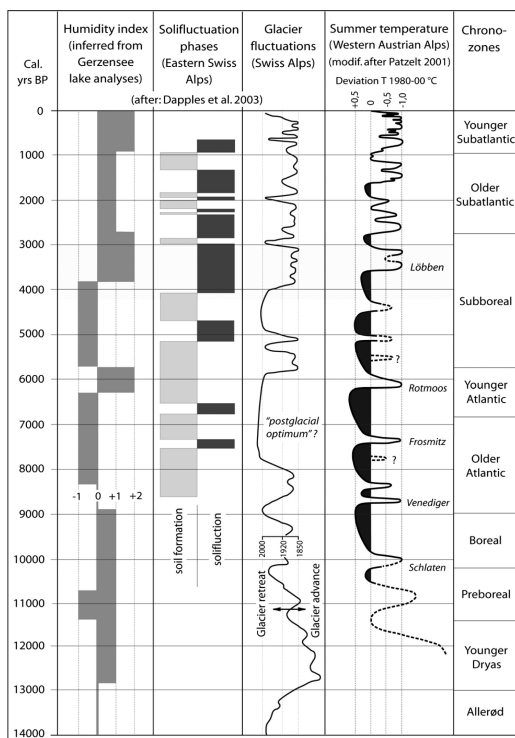 Cal.
yrs BP
Humidity index
(inferred from
Gerzensee
lake analyses)
Solifluctuation
phases
(Eastern Swiss
Alps)
Glacier
fluctuations
(Swiss Alps)
Summer temperature
(Western Austrian Alps)
(modif. after Patzelt 2001)
Deviation T 1980-00 °C
Chrono-
zones
(after: Dapples et al. 2003)
+0,5 0 -0,5 -1,0
0
1000
2000
3000
4000
5000
6000
7000
8000
9000
10000
11000
12000
13000
14000
-1 0 +1 +2
soil formation
solifluction
"postglacial
optimum" ?
2000
1920
1850
Glacier retreat
Glacier advance
Löbben
?
Rotmoos
Frosmitz
?
Venediger
Schlaten
Younger
Subatlantic
Older
Subatlantic
Subboreal
Younger
Atlantic
Older
Atlantic
Boreal
Preboreal
Younger
Dryas
Allerød